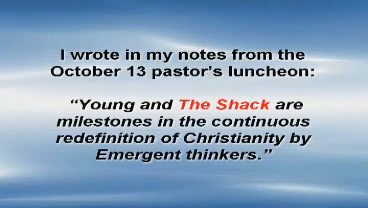 I wrote in my notes from the
October 13 pastor's luncheon:
“Young and The Shack are
milestones in the continuous
redefinition of Christianity by
Emergent thinkers.”